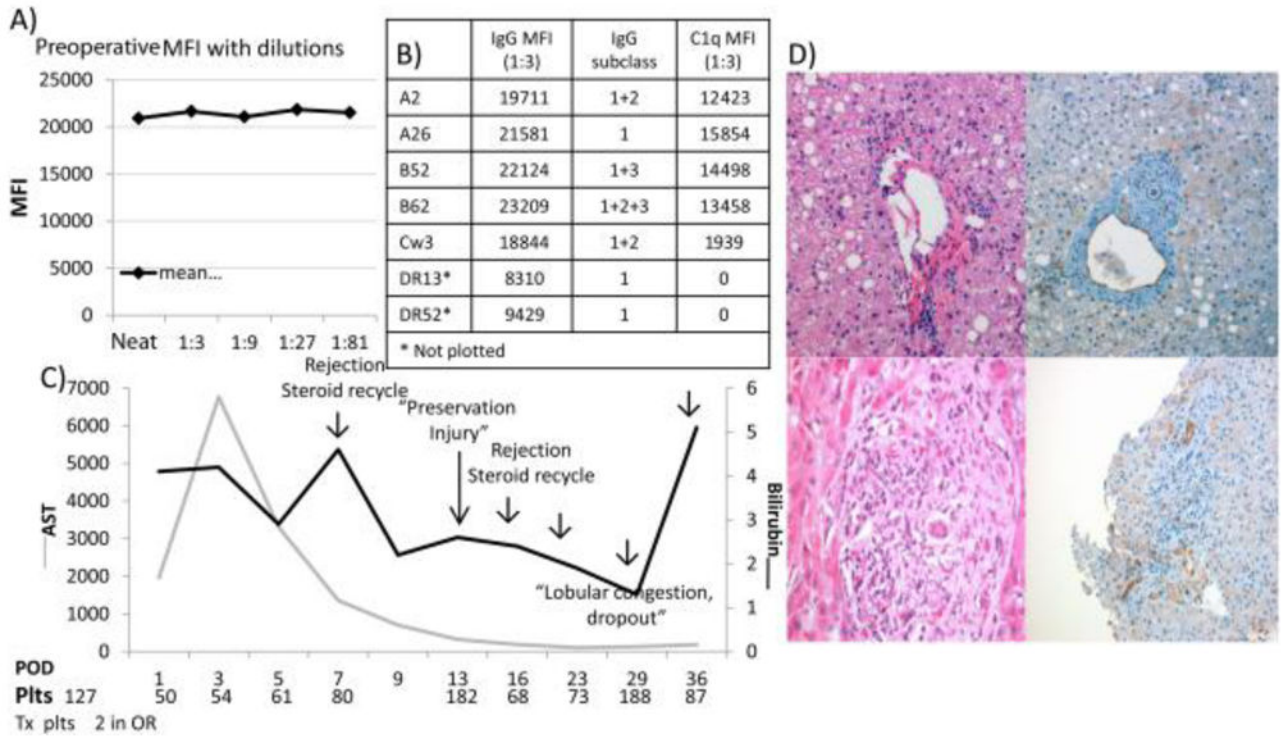 A)
Preoperative MFI with dilutions
25000
20000
15000
10000
5000
0
MFI
mean...
Neat 1:3 1:9 1:27 1:81
B) IgG MFI (1:3) IgG subclass C1q MFI (1:3)
A2 19711 1+2 12423
A26 21581 1 15854
B52 22124 1+3 14498
B62 23209 1+2+3 13458
Cw3 18844 1+2 1939
DR13* 8310 1 0
DR52* 9429 1 0
* Not plotted
C)
7000
6000
5000
4000
3000
2000
1000
0
AST
Rejection
Steroid recycle
"Preservation
Injury"
Rejection
Steroid recycle
"Lobular congestion,
dropout"
6
5
4
3
2
1
0
Bilirubin
POD 1 3 5 7 9 13 16 23 29 36
Plts 127 50 54 61 80 182 68 73 188 87
Tx plts 2 in OR
D)